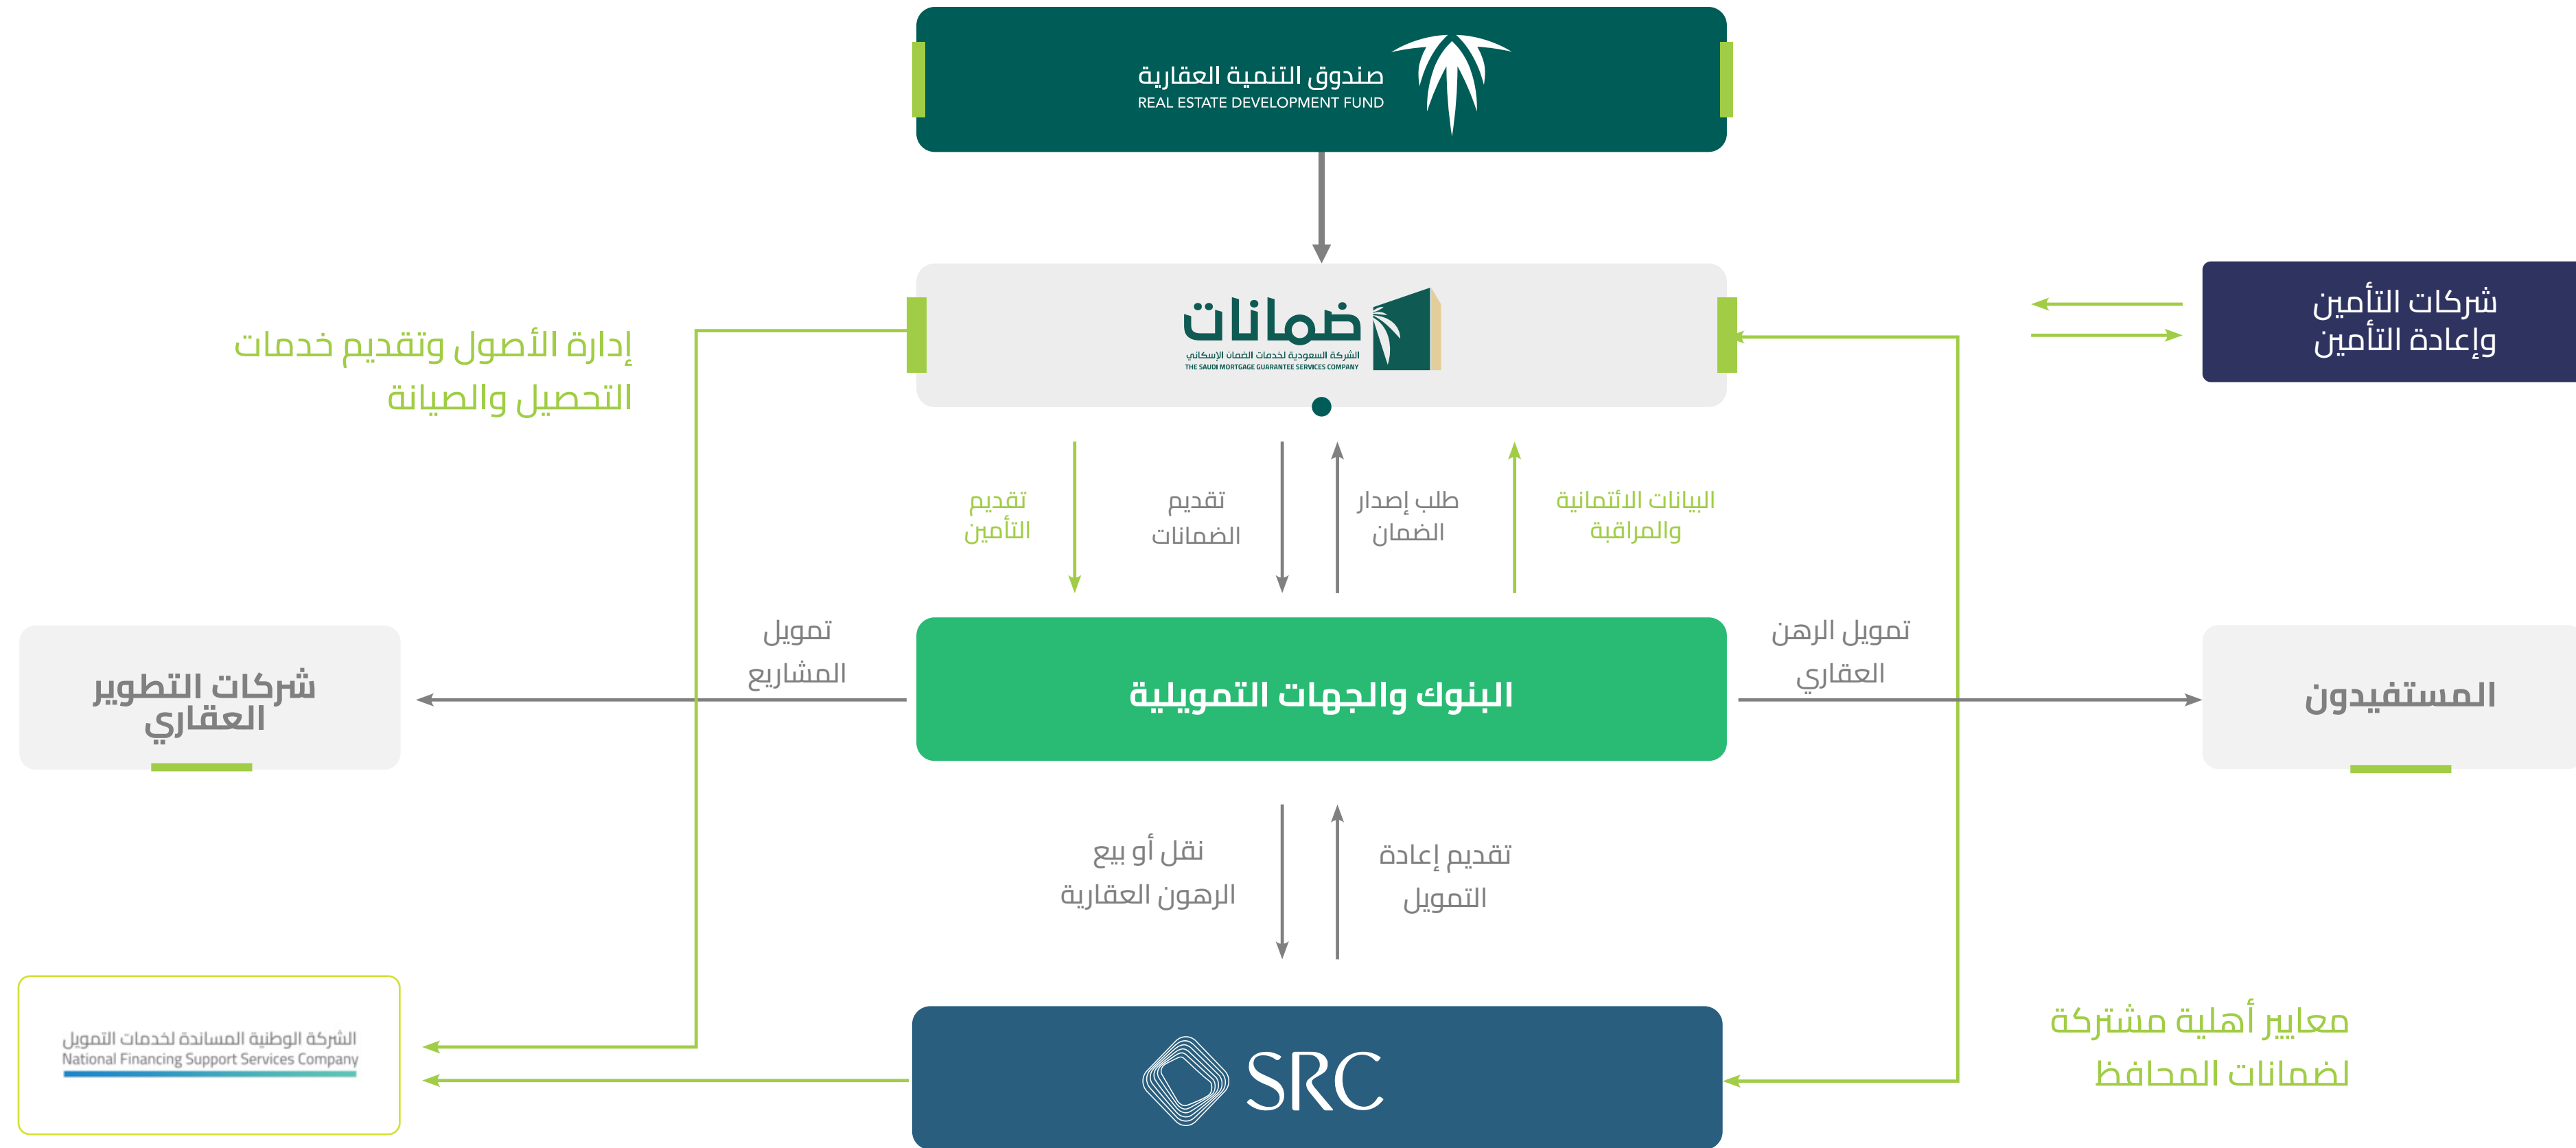 صندوق التنمية العقارية
REAL ESTATE DEVELOPMENT FUND
ضمانات
الشركة السعودية لخدمات الضمان الإسكاني
THE SAUDI MORTGAGE GUARANTEE SERVICES COMPANY
شركات التأمين
وإعادة التأمين
إدارة الأصول وتقديم خدمات
التحصيل والصيانة
البيانات الائتمانية
والمراقبة
طلب إصدار
الضمان
تقديم
الضمانات
تقديم
التأمين
المستفيدون
تمويل الرهن
العقاري
البنوك والجهات التمويلية
تمويل
المشاريع
شركات التطوير
العقاري
تقديم إعادة
التمويل
نقل أو بيع
الرهون العقارية
معايير أهلية مشتركة
لضمانات المحافظ
SRC
الشركة الوطنية المساندة لخدمات التمويل
National Financing Support Services Company